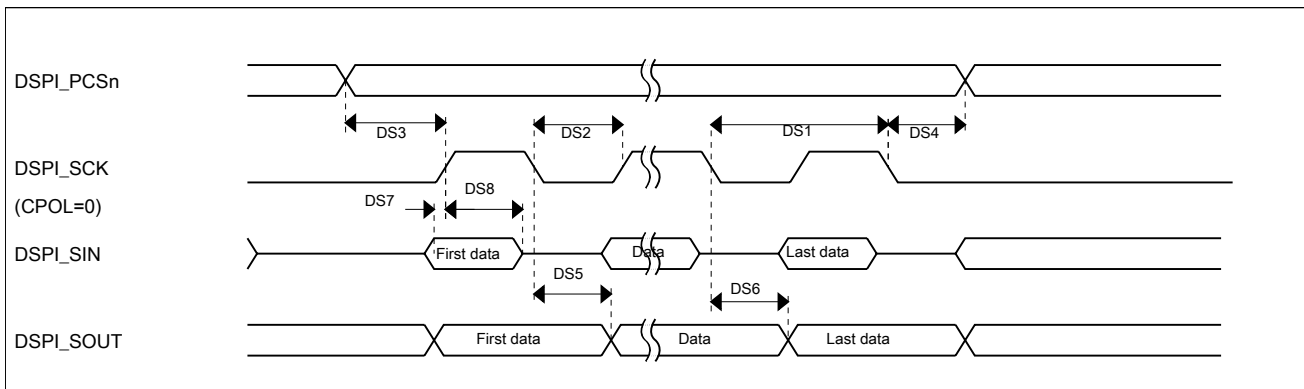 DSPI_PCSn
DS3
DS2
DS1
DS4
DSPI_SCK
(CPOL=0)
DS7
DS8
DSPI_SIN
First data
Data
Last data
DS5
DS6
DSPI_SOUT
First data
Data
Last data